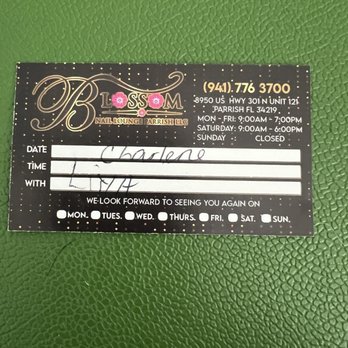 BLOSSOM
NAIL LOUNGE PARRISH LLC
(941) 776 3700
8950 US HWY 301 N UNIT 121
PARRISH FL 34219
MON - FRI: 9:00AM - 7:00PM
SATURDAY: 9:00AM - 6:00PM
SUNDAY : CLOSED
DATE Charlene
TIME
WITH LiNA
WE LOOK FORWARD TO SEEING YOU AGAIN ON
MON. TUES. WED. THURS. FRI. SAT. SUN.